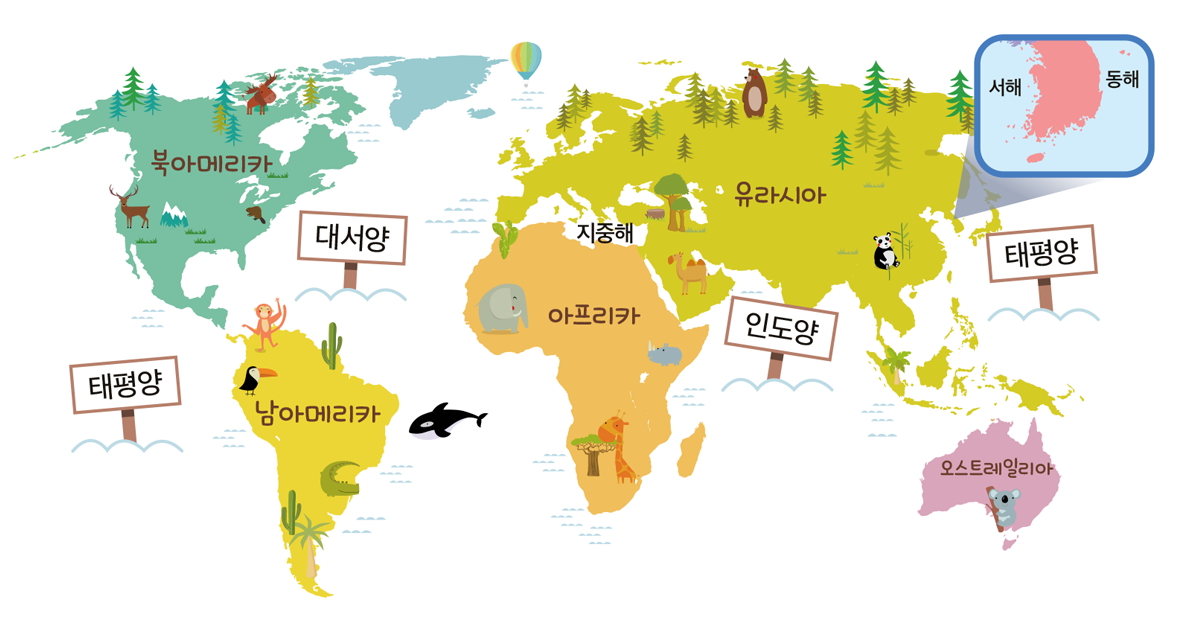 서해
동해
북아메리카
유라시아
대서양
지중해
태평양
아프리카
인도양
태평양
남아메리카
오스트레일리아